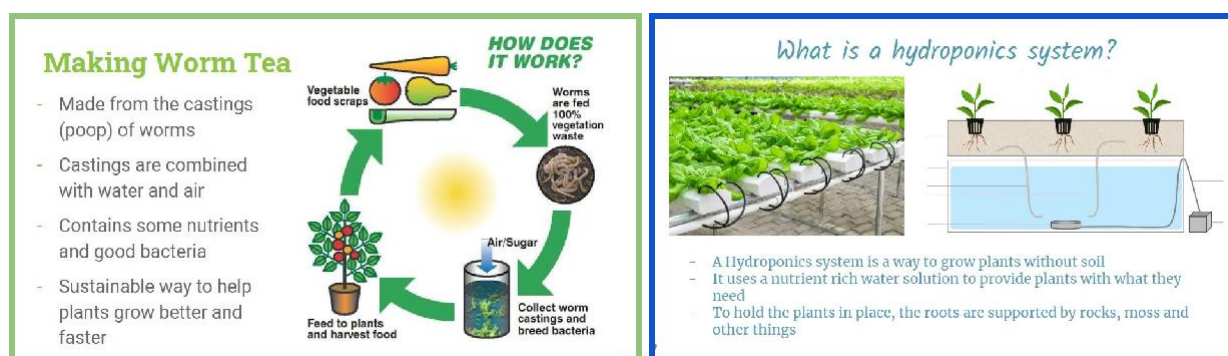 Making Worm Tea
- Made from the castings
(poop) of worms
- Castings are combined
with water and air
- Contains some nutrients
and good bacteria
- Sustainable way to help
plants grow better and
faster
HOW DOES
IT WORK?
Vegetable
food scraps
Worms
are fed
100%
vegetation
waste
Air/Sugar
Collect worm
castings and
breed bacteria
Feed to plants
and harvest food
What is a hydroponics system?
- A Hydroponics system is a way to grow plants without soil
- It uses a nutrient rich water solution to provide plants with what they
need
- To hold the plants in place, the roots are supported by rocks, moss and
other things